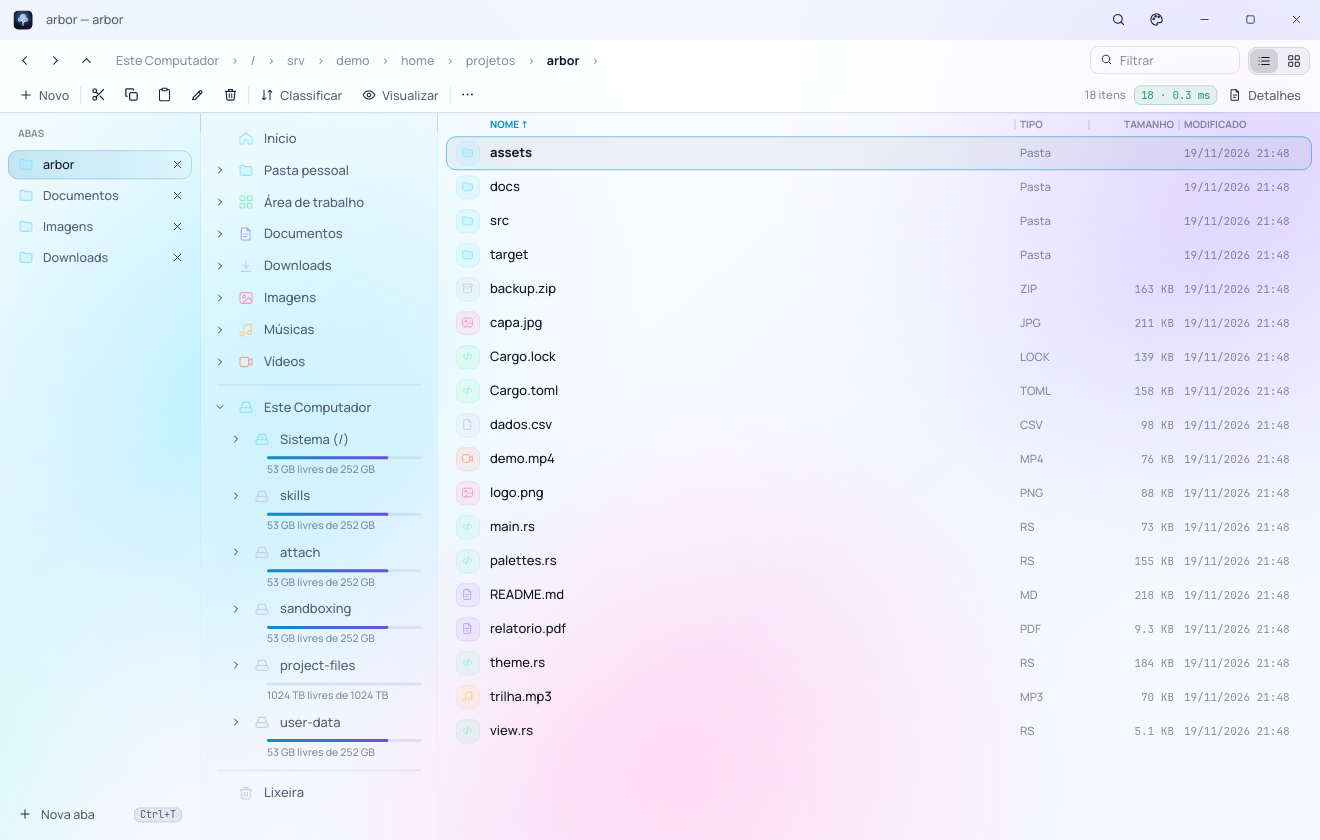 arbor — arbor
Este Computador › / › srv › demo › home › projetos › arbor ›
Filtrar
Novo
Classificar
Visualizar
18 itens
18 · 0.3 ms
Detalhes
ABAS
arbor
Documentos
Imagens
Downloads
Nova aba
Ctrl+T
Início
Pasta pessoal
Área de trabalho
Documentos
Downloads
Imagens
Músicas
Vídeos
Este Computador
Sistema (/)
53 GB livres de 252 GB
skills
53 GB livres de 252 GB
attach
53 GB livres de 252 GB
sandboxing
53 GB livres de 252 GB
project-files
1024 TB livres de 1024 TB
user-data
53 GB livres de 252 GB
Lixeira
NOME ↑ TIPO TAMANHO MODIFICADO
assets Pasta 19/11/2026 21:48
docs Pasta 19/11/2026 21:48
src Pasta 19/11/2026 21:48
target Pasta 19/11/2026 21:48
backup.zip ZIP 163 KB 19/11/2026 21:48
capa.jpg JPG 211 KB 19/11/2026 21:48
Cargo.lock LOCK 139 KB 19/11/2026 21:48
Cargo.toml TOML 158 KB 19/11/2026 21:48
dados.csv CSV 98 KB 19/11/2026 21:48
demo.mp4 MP4 76 KB 19/11/2026 21:48
logo.png PNG 88 KB 19/11/2026 21:48
main.rs RS 73 KB 19/11/2026 21:48
palettes.rs RS 155 KB 19/11/2026 21:48
README.md MD 218 KB 19/11/2026 21:48
relatorio.pdf PDF 9.3 KB 19/11/2026 21:48
theme.rs RS 184 KB 19/11/2026 21:48
trilha.mp3 MP3 70 KB 19/11/2026 21:48
view.rs RS 5.1 KB 19/11/2026 21:48